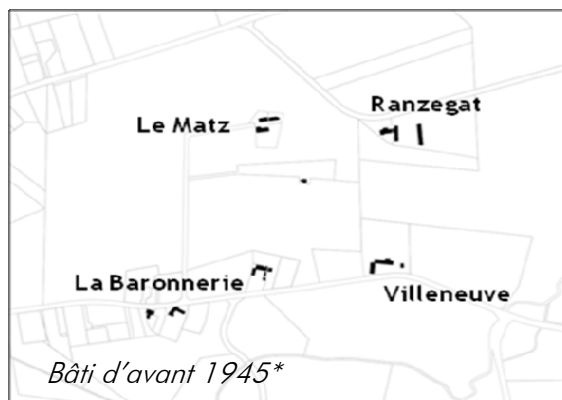 Ranzegat
Le Matz
La Baronnerie
Villeneuve
Bâti d'avant 1945*